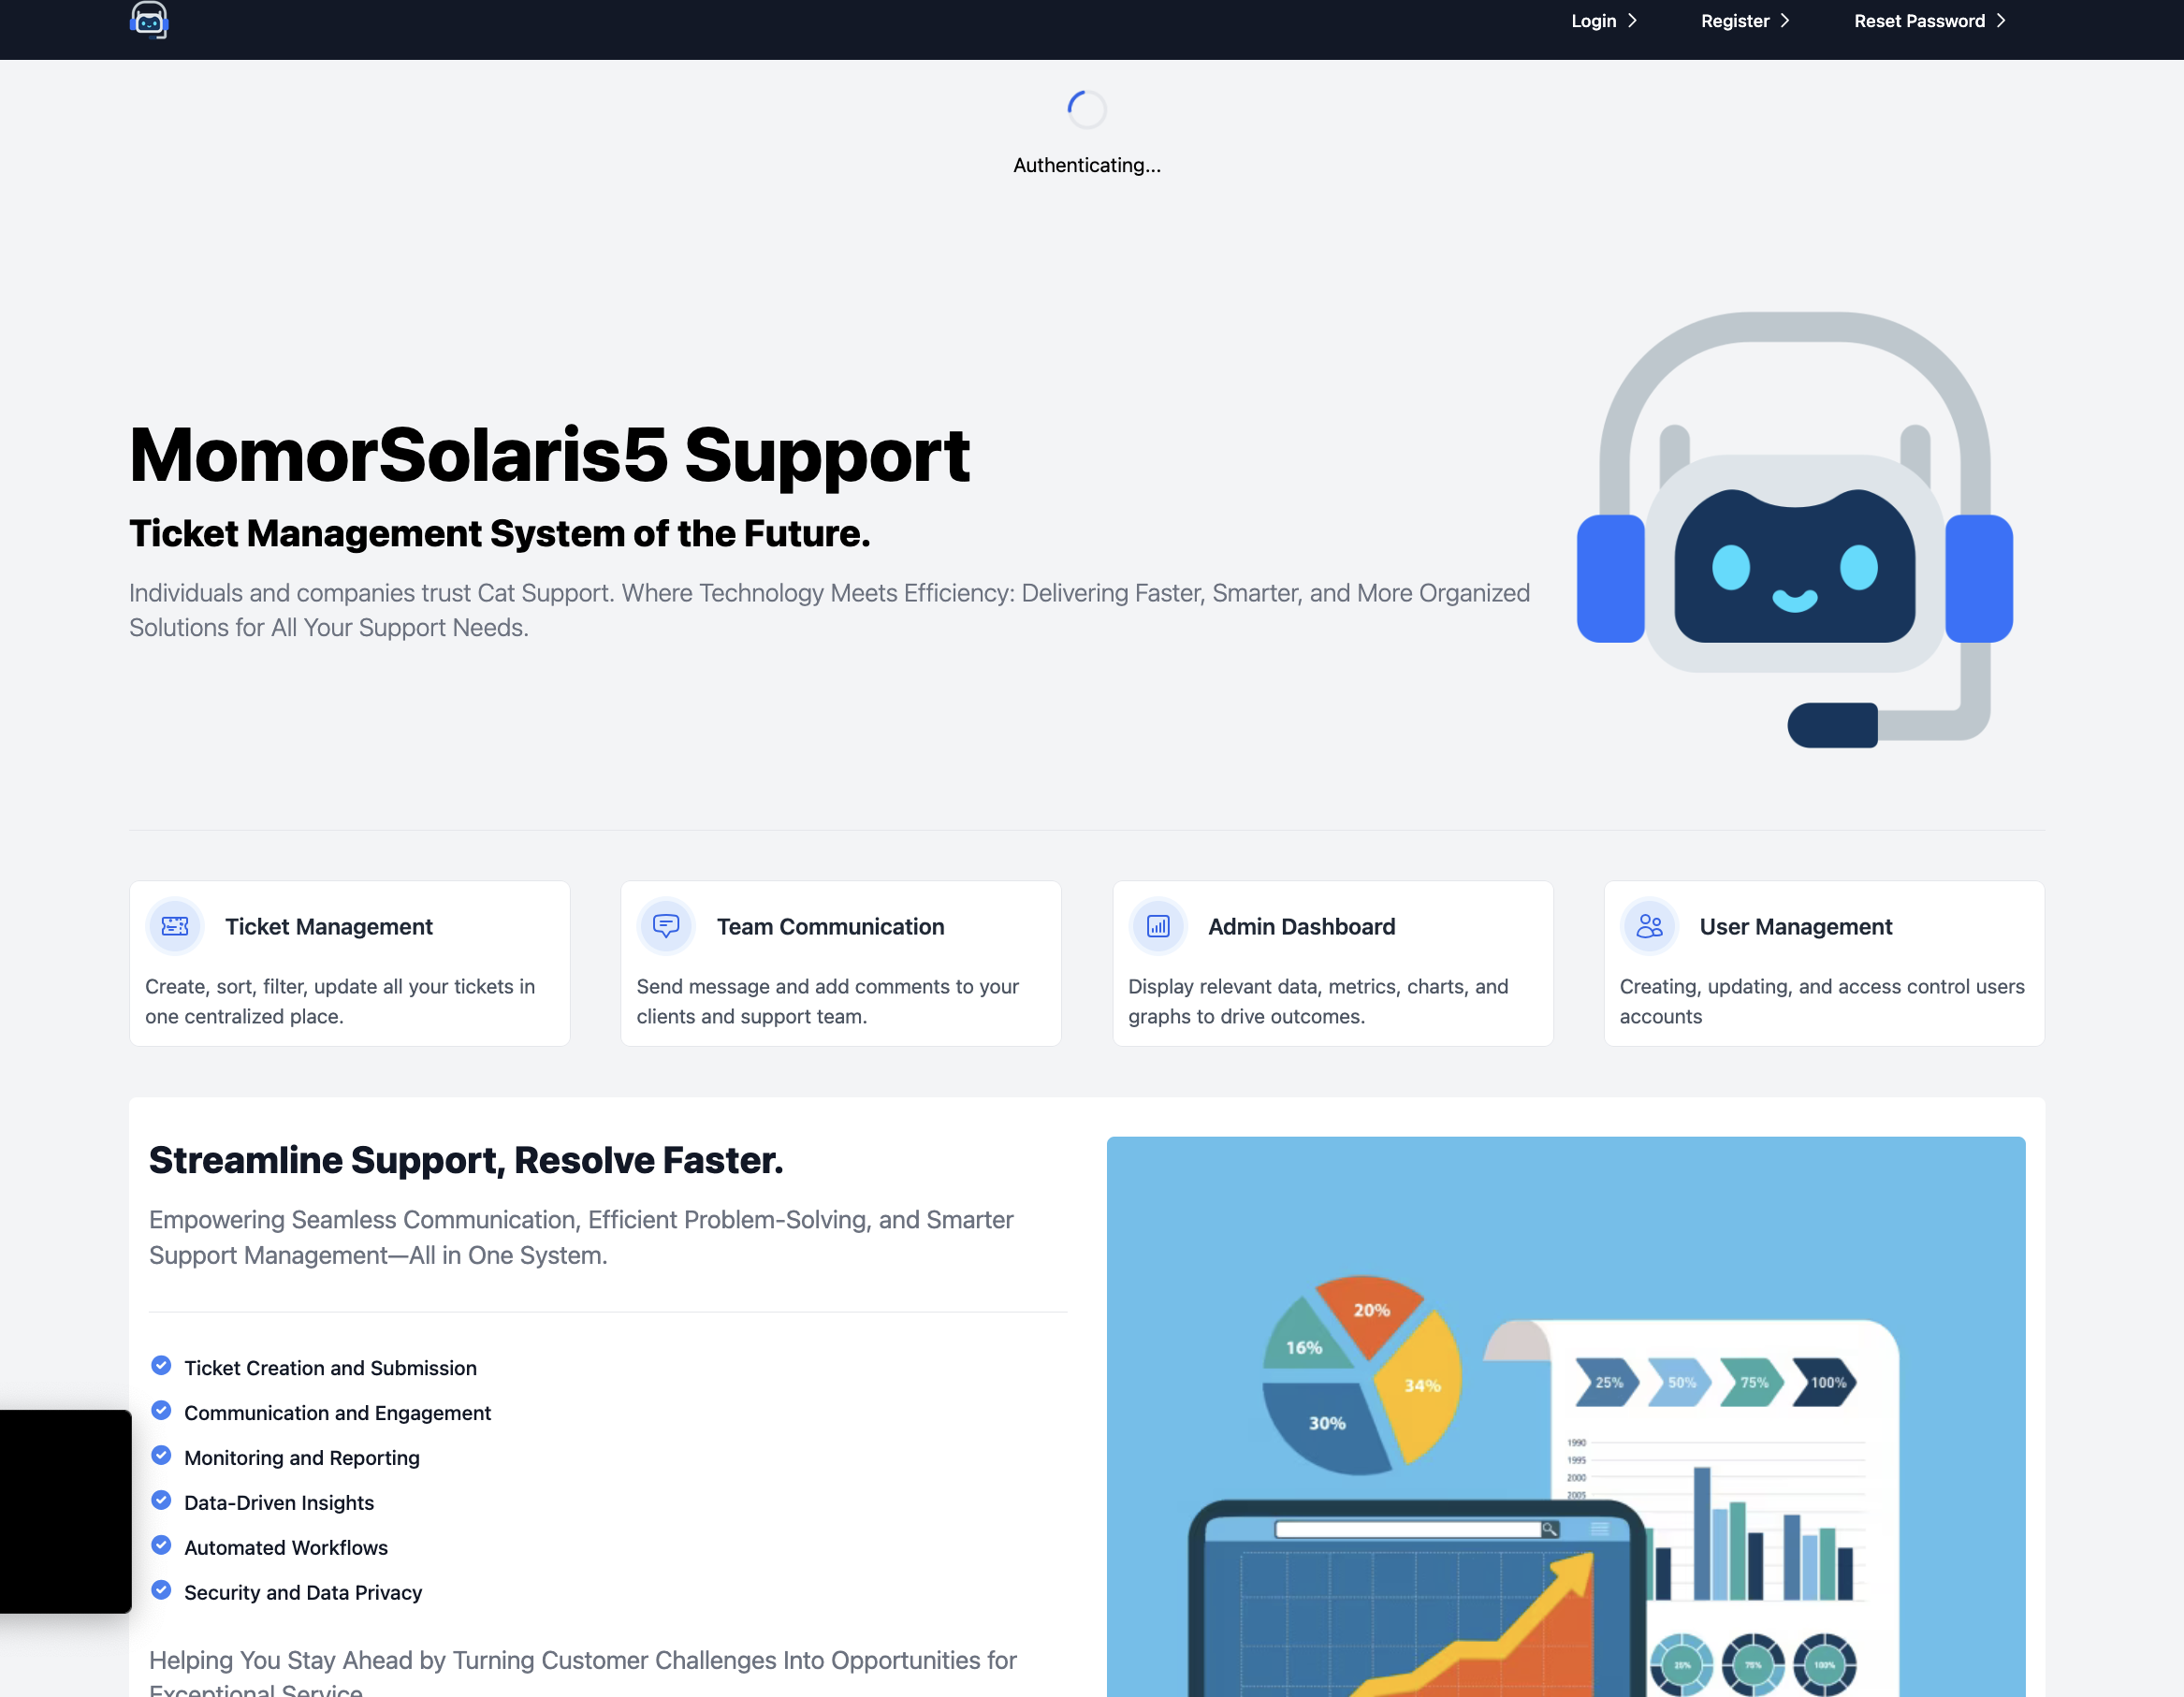 Login
Register
Reset Password
Authenticating...
MomorSolaris5 Support
Ticket Management System of the Future.
Individuals and companies trust Cat Support. Where Technology Meets Efficiency: Delivering Faster, Smarter, and More Organized
Solutions for All Your Support Needs.
Ticket Management
Create, sort, filter, update all your tickets in
one centralized place.
Team Communication
Send message and add comments to your
clients and support team.
Admin Dashboard
Display relevant data, metrics, charts, and
graphs to drive outcomes.
User Management
Creating, updating, and access control users
accounts
Streamline Support, Resolve Faster.
Empowering Seamless Communication, Efficient Problem-Solving, and Smarter
Support Management—All in One System.
Ticket Creation and Submission
Communication and Engagement
Monitoring and Reporting
Data-Driven Insights
Automated Workflows
Security and Data Privacy
Helping You Stay Ahead by Turning Customer Challenges Into Opportunities for
Exceptional Service
20%
16%
34%
30%
25%
50%
75%
100%
1990
1995
2000
2005
25%
75%
100%